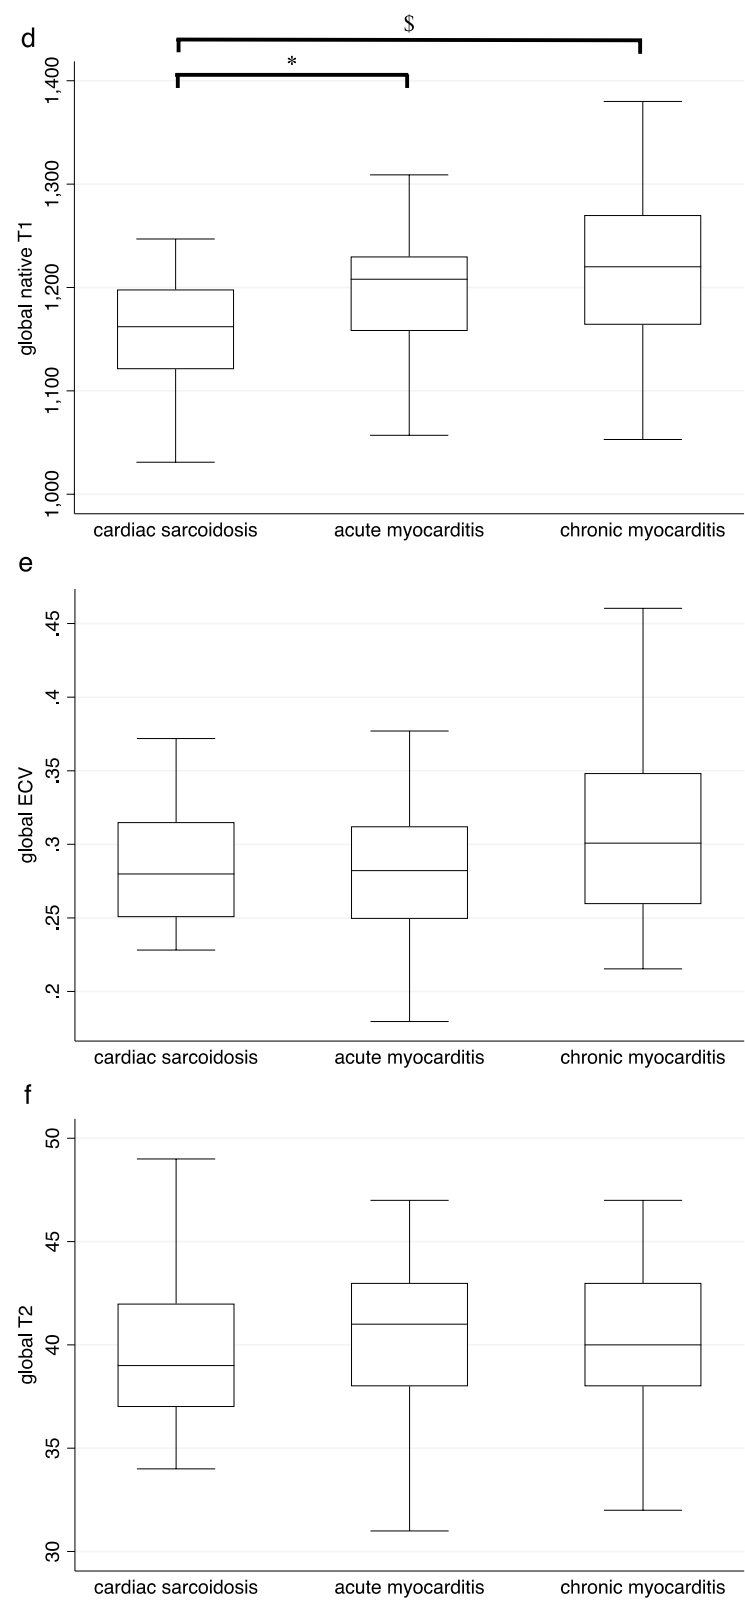 d
$
*
global native T1
1,400
1,300
1,200
1,100
1,000
cardiac sarcoidosis acute myocarditis chronic myocarditis
e
global ECV
.45
.4
.35
.3
.25
.2
cardiac sarcoidosis acute myocarditis chronic myocarditis
f
global T2
50
45
40
35
30
cardiac sarcoidosis acute myocarditis chronic myocarditis